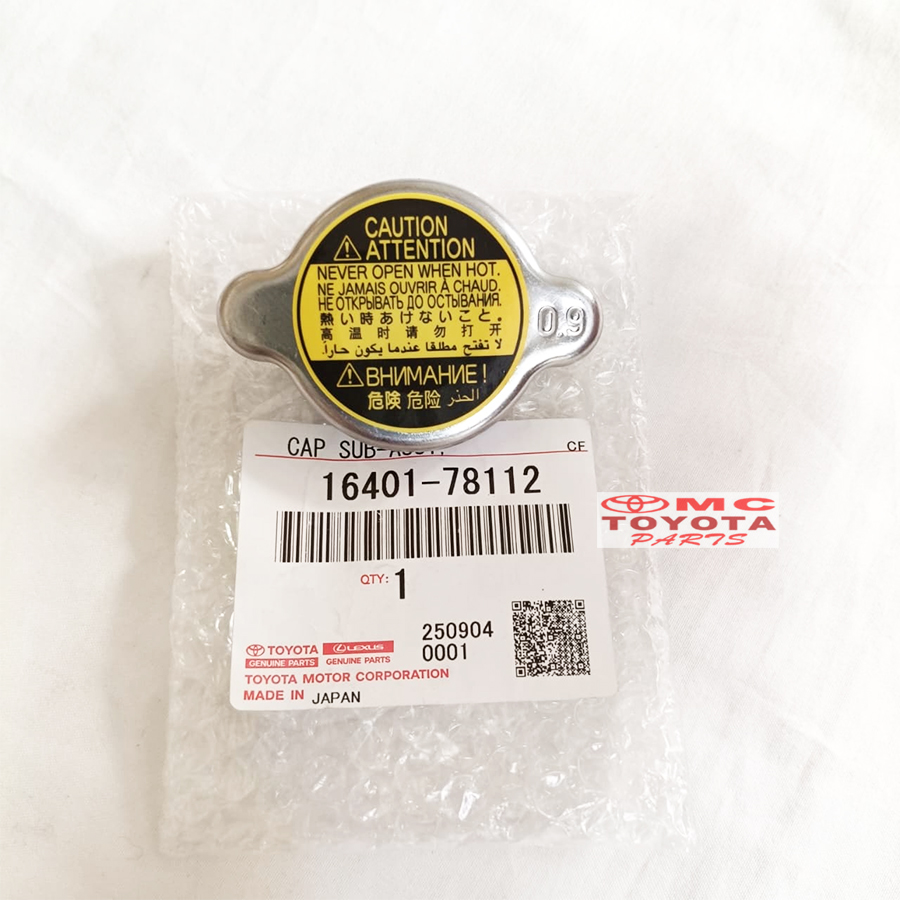 CAUTION
ATTENTION
NEVER OPEN WHEN HOT.
NE JAMAIS OUVRIR À CHAUD.
НЕ ОТКРЫВАТЬ ДО ОСТЫВАНИЯ.
熱い時あけないこと。
高温时请勿打开
لا تفتح مطلقا عندما يكون حاراً.
ВНИМАНИЕ!
危険 危险 الحذر
0.9
CAP SUB-ASSY,
CF
16401-78112
QTY: 1
250904
0001
TOYOTA
GENUINE PARTS
LEXUS
GENUINE PARTS
TOYOTA MOTOR CORPORATION
MADE IN JAPAN
MC
TOYOTA
PARTS